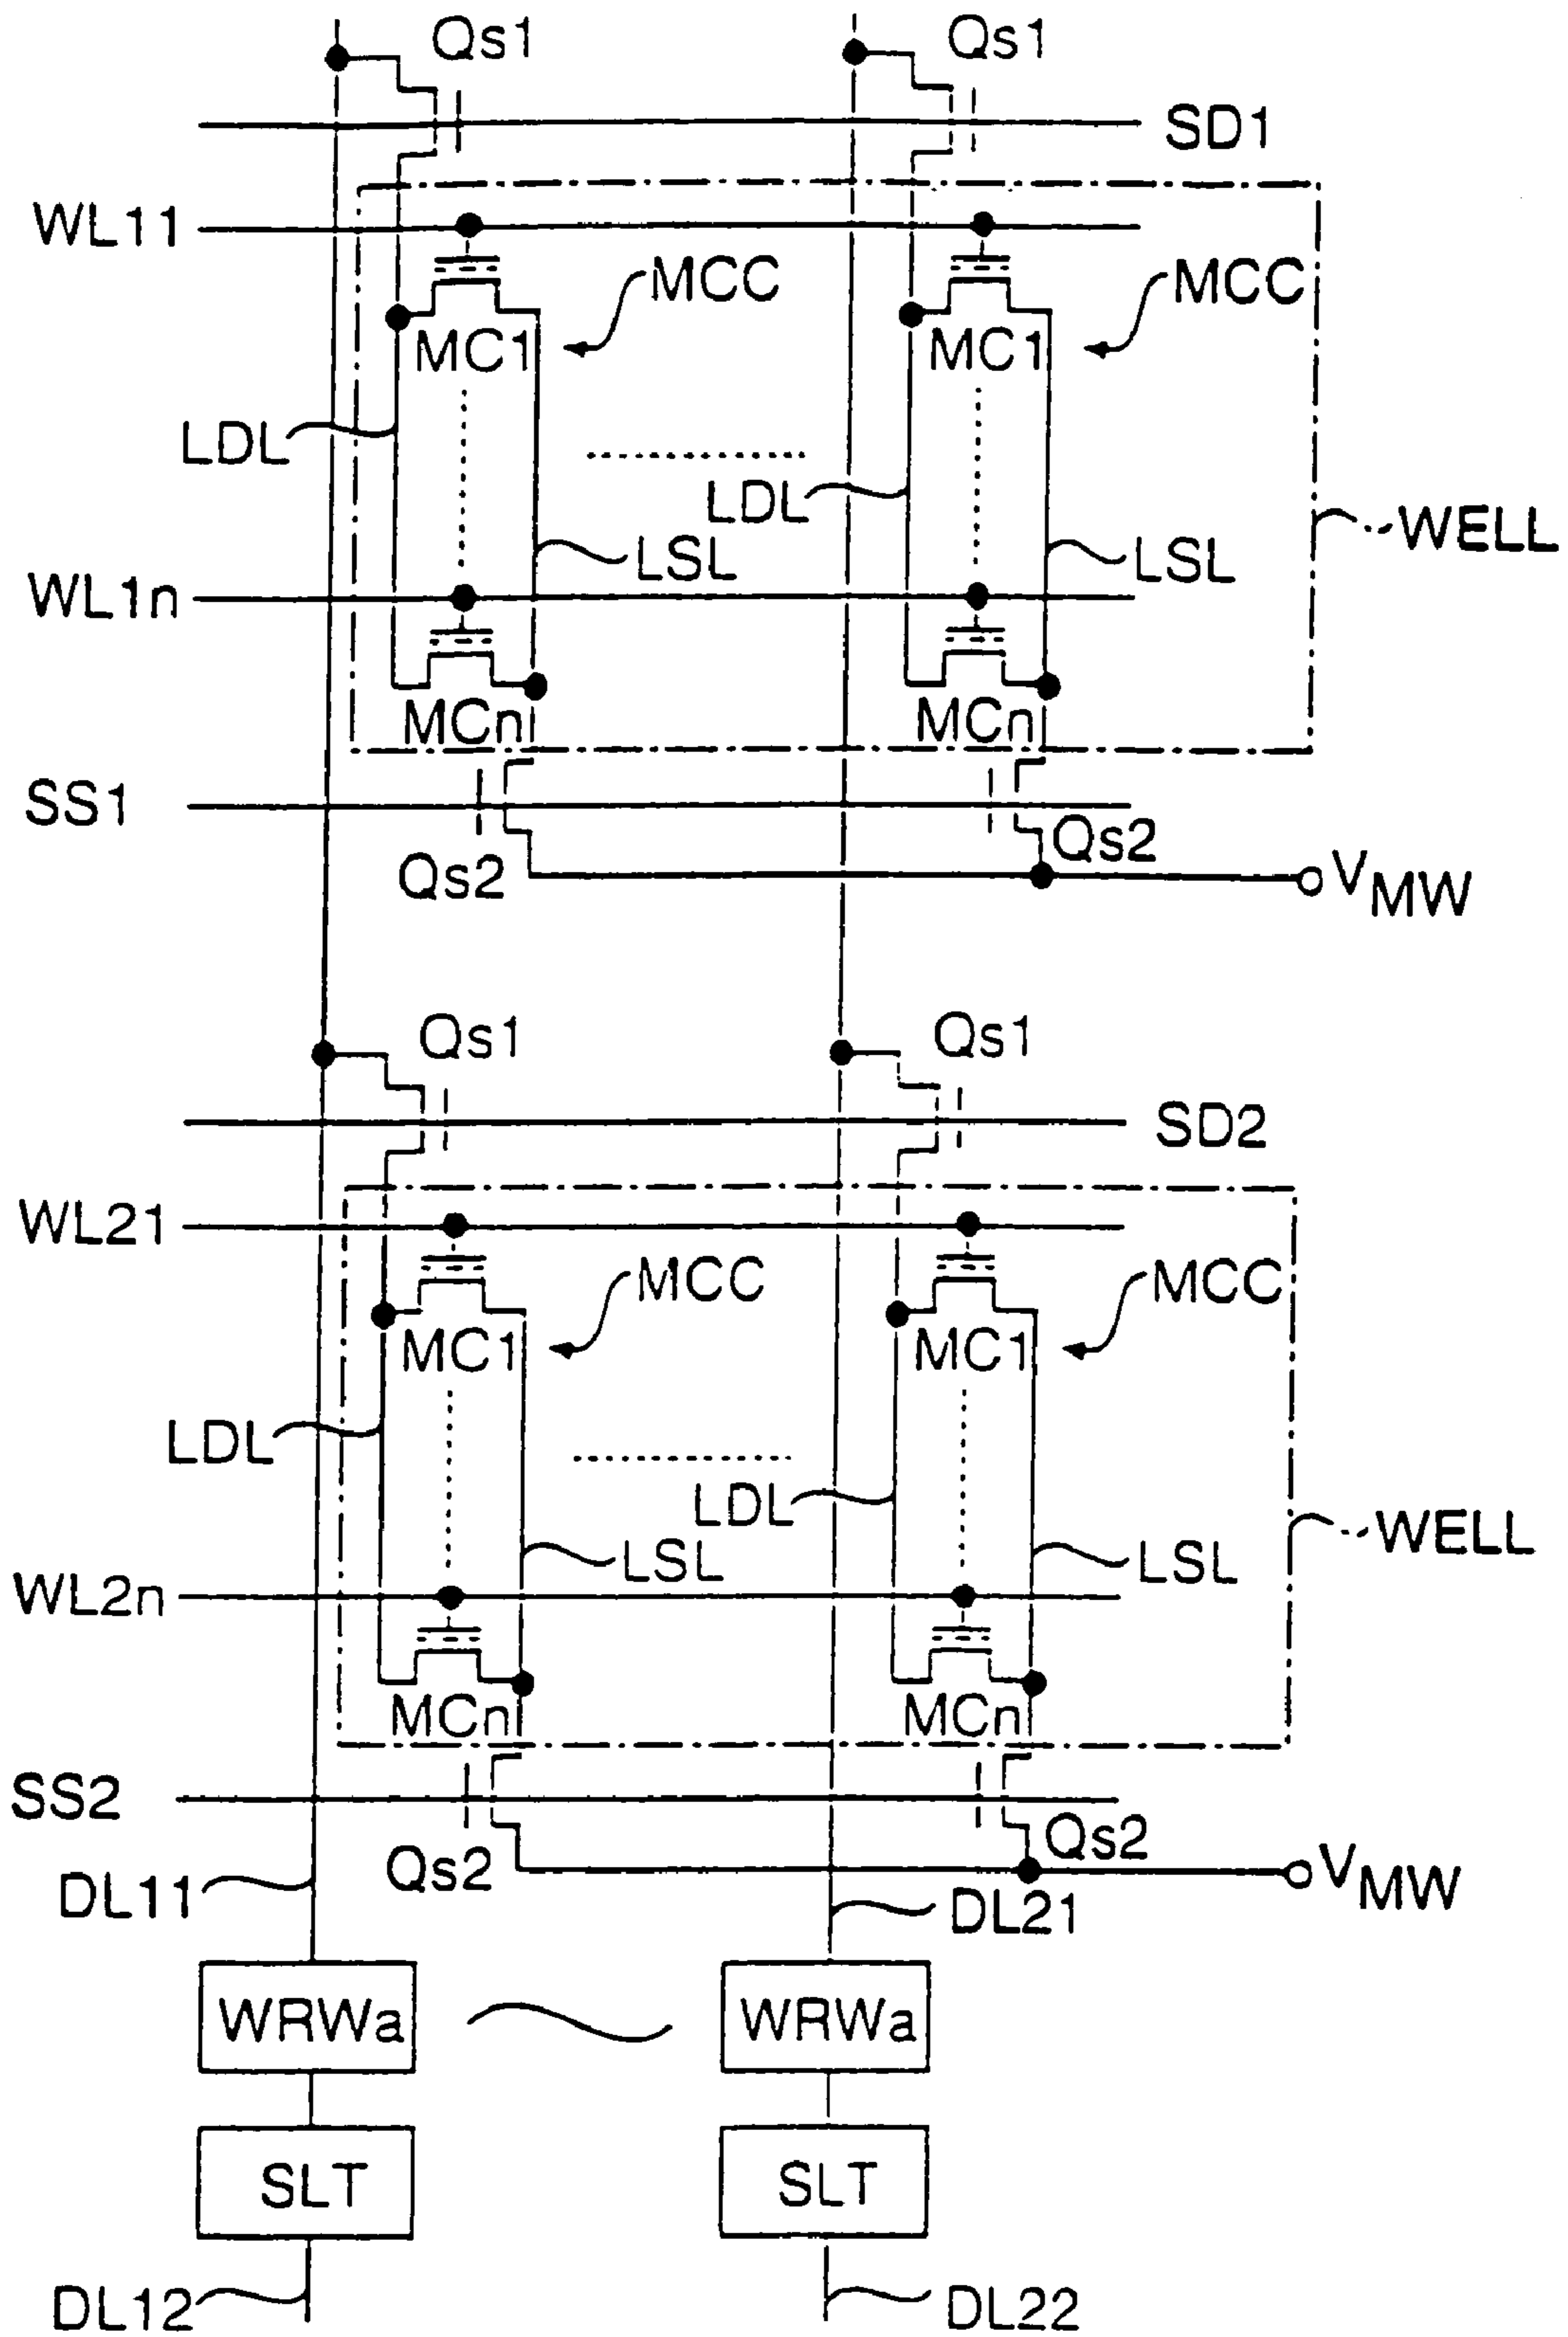 Qs1 Qs1
SD1
WL11
MCC MCC
MC1 MC1
LDL
LDL
WELL
LSL LSL
WL1n
MCn MCn
SS1
Qs2 Qs2
VMW
Qs1 Qs1
SD2
WL21
MCC MCC
MC1 MC1
LDL
LDL
WELL
LSL LSL
WL2n
MCn MCn
SS2
Qs2 Qs2
VMW
DL11 DL21
WRWa WRWa
SLT SLT
DL12 DL22